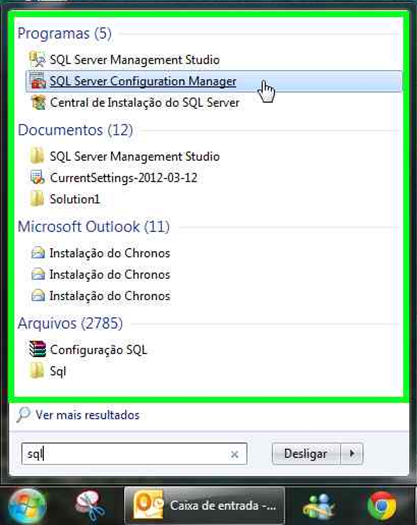 Programas (5)
SQL Server Management Studio
SQL Server Configuration Manager
Central de Instalação do SQL Server
Documentos (12)
SQL Server Management Studio
CurrentSettings-2012-03-12
Solution1
Microsoft Outlook (11)
Instalação do Chronos
Instalação do Chronos
Instalação do Chronos
Arquivos (2785)
Configuração SQL
Sql
Ver mais resultados
sql
Desligar
Caixa de entrada -...